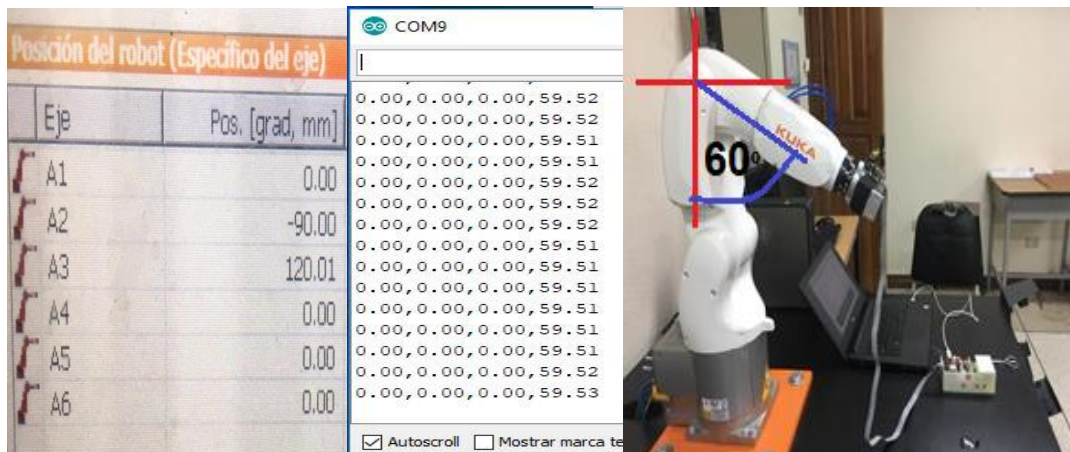 Posición del robot (Específico del eje)
Eje Pos. [grad, mm]
A1 0.00
A2 -90.00
A3 120.01
A4 0.00
A5 0.00
A6 0.00
COM9
0.00,0.00,0.00,59.52
0.00,0.00,0.00,59.52
0.00,0.00,0.00,59.51
0.00,0.00,0.00,59.51
0.00,0.00,0.00,59.52
0.00,0.00,0.00,59.52
0.00,0.00,0.00,59.52
0.00,0.00,0.00,59.51
0.00,0.00,0.00,59.51
0.00,0.00,0.00,59.51
0.00,0.00,0.00,59.51
0.00,0.00,0.00,59.51
0.00,0.00,0.00,59.51
0.00,0.00,0.00,59.52
0.00,0.00,0.00,59.53
Autoscroll Mostrar marca te
KUKA
60°